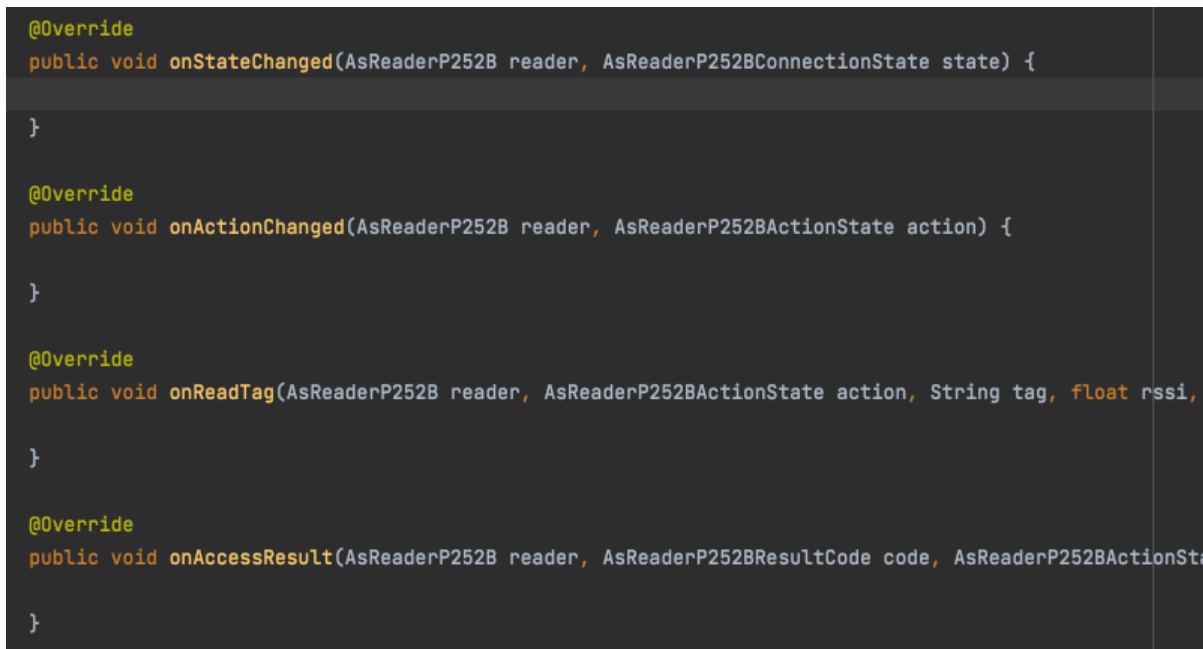 @Override
public void onStateChanged(AsReaderP252B reader, AsReaderP252BConnectionState state) {
}
@Override
public void onActionChanged(AsReaderP252B reader, AsReaderP252BActionState action) {
}
@Override
public void onReadTag(AsReaderP252B reader, AsReaderP252BActionState action, String tag, float rssi,
}
@Override
public void onAccessResult(AsReaderP252B reader, AsReaderP252BResultCode code, AsReaderP252BActionSta
}